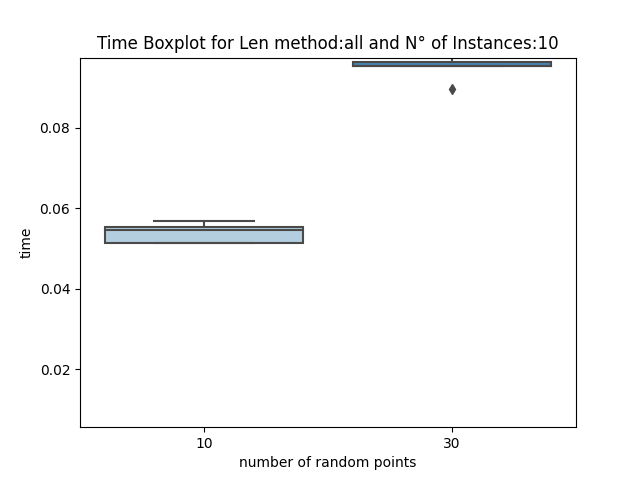 Time Boxplot for Len method:all and N° of Instances:10
0.08
0.06
0.04
0.02
time
10
30
number of random points